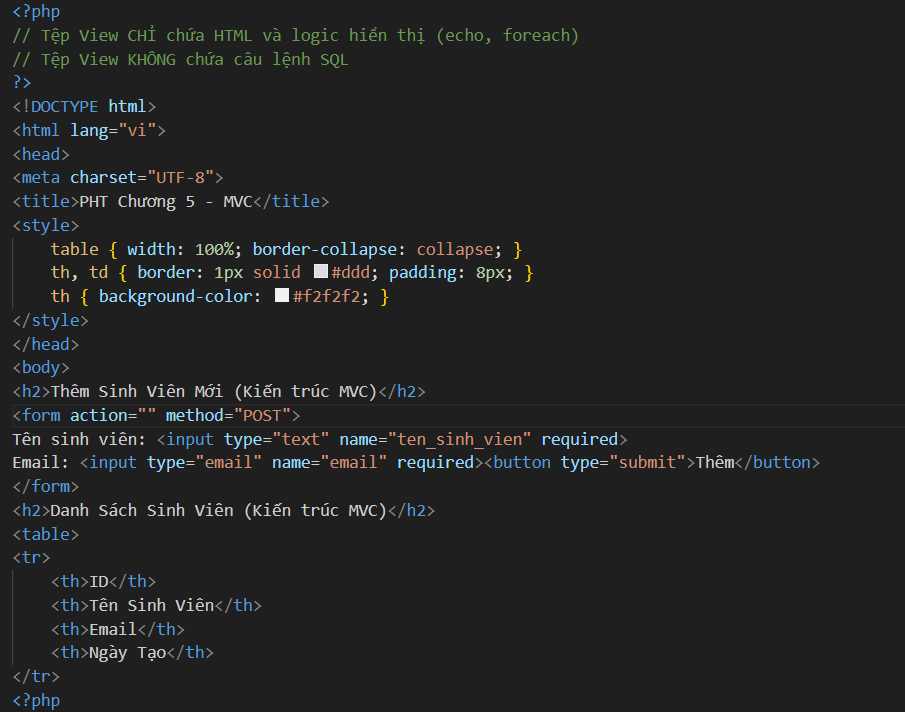 <?php
// Tệp View CHỈ chứa HTML và logic hiển thị (echo, foreach)
// Tệp View KHÔNG chứa câu lệnh SQL
?>
<!DOCTYPE html>
<html lang="vi">
<head>
<meta charset="UTF-8">
<title>PHT Chương 5 - MVC</title>
<style>
    table { width: 100%; border-collapse: collapse; }
    th, td { border: 1px solid #ddd; padding: 8px; }
    th { background-color: #f2f2f2; }
</style>
</head>
<body>
<h2>Thêm Sinh Viên Mới (Kiến trúc MVC)</h2>
<form action="" method="POST">
Tên sinh viên: <input type="text" name="ten_sinh_vien" required>
Email: <input type="email" name="email" required><button type="submit">Thêm</button>
</form>
<h2>Danh Sách Sinh Viên (Kiến trúc MVC)</h2>
<table>
<tr>
    <th>ID</th>
    <th>Tên Sinh Viên</th>
    <th>Email</th>
    <th>Ngày Tạo</th>
</tr>
<?php